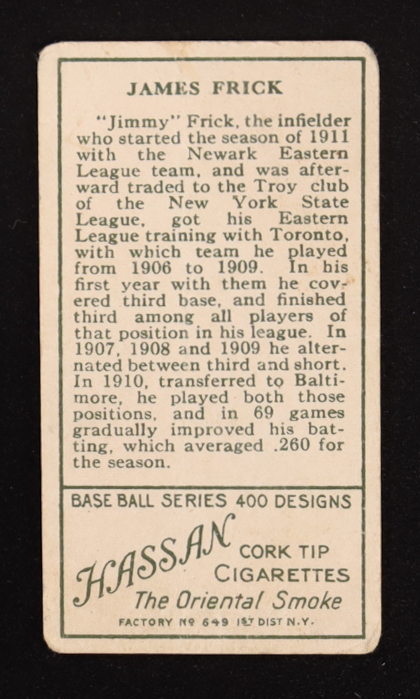 JAMES FRICK
"Jimmy" Frick, the infielder
who started the season of 1911
with the Newark Eastern
League team, and was after-
ward traded to the Troy club
of the New York State
League, got his Eastern
League training with Toronto,
with which team he played
from 1906 to 1909. In his
first year with them he cov-
ered third base, and finished
third among all players of
that position in his league. In
1907, 1908 and 1909 he alter-
nated between third and short.
In 1910, transferred to Balti-
more, he played both those
positions, and in 69 games
gradually improved his bat-
ting, which averaged .260 for
the season.
BASE BALL SERIES 400 DESIGNS
HASSAN CORK TIP
CIGARETTES
The Oriental Smoke
FACTORY Nº 649 1ST DIST N.Y.